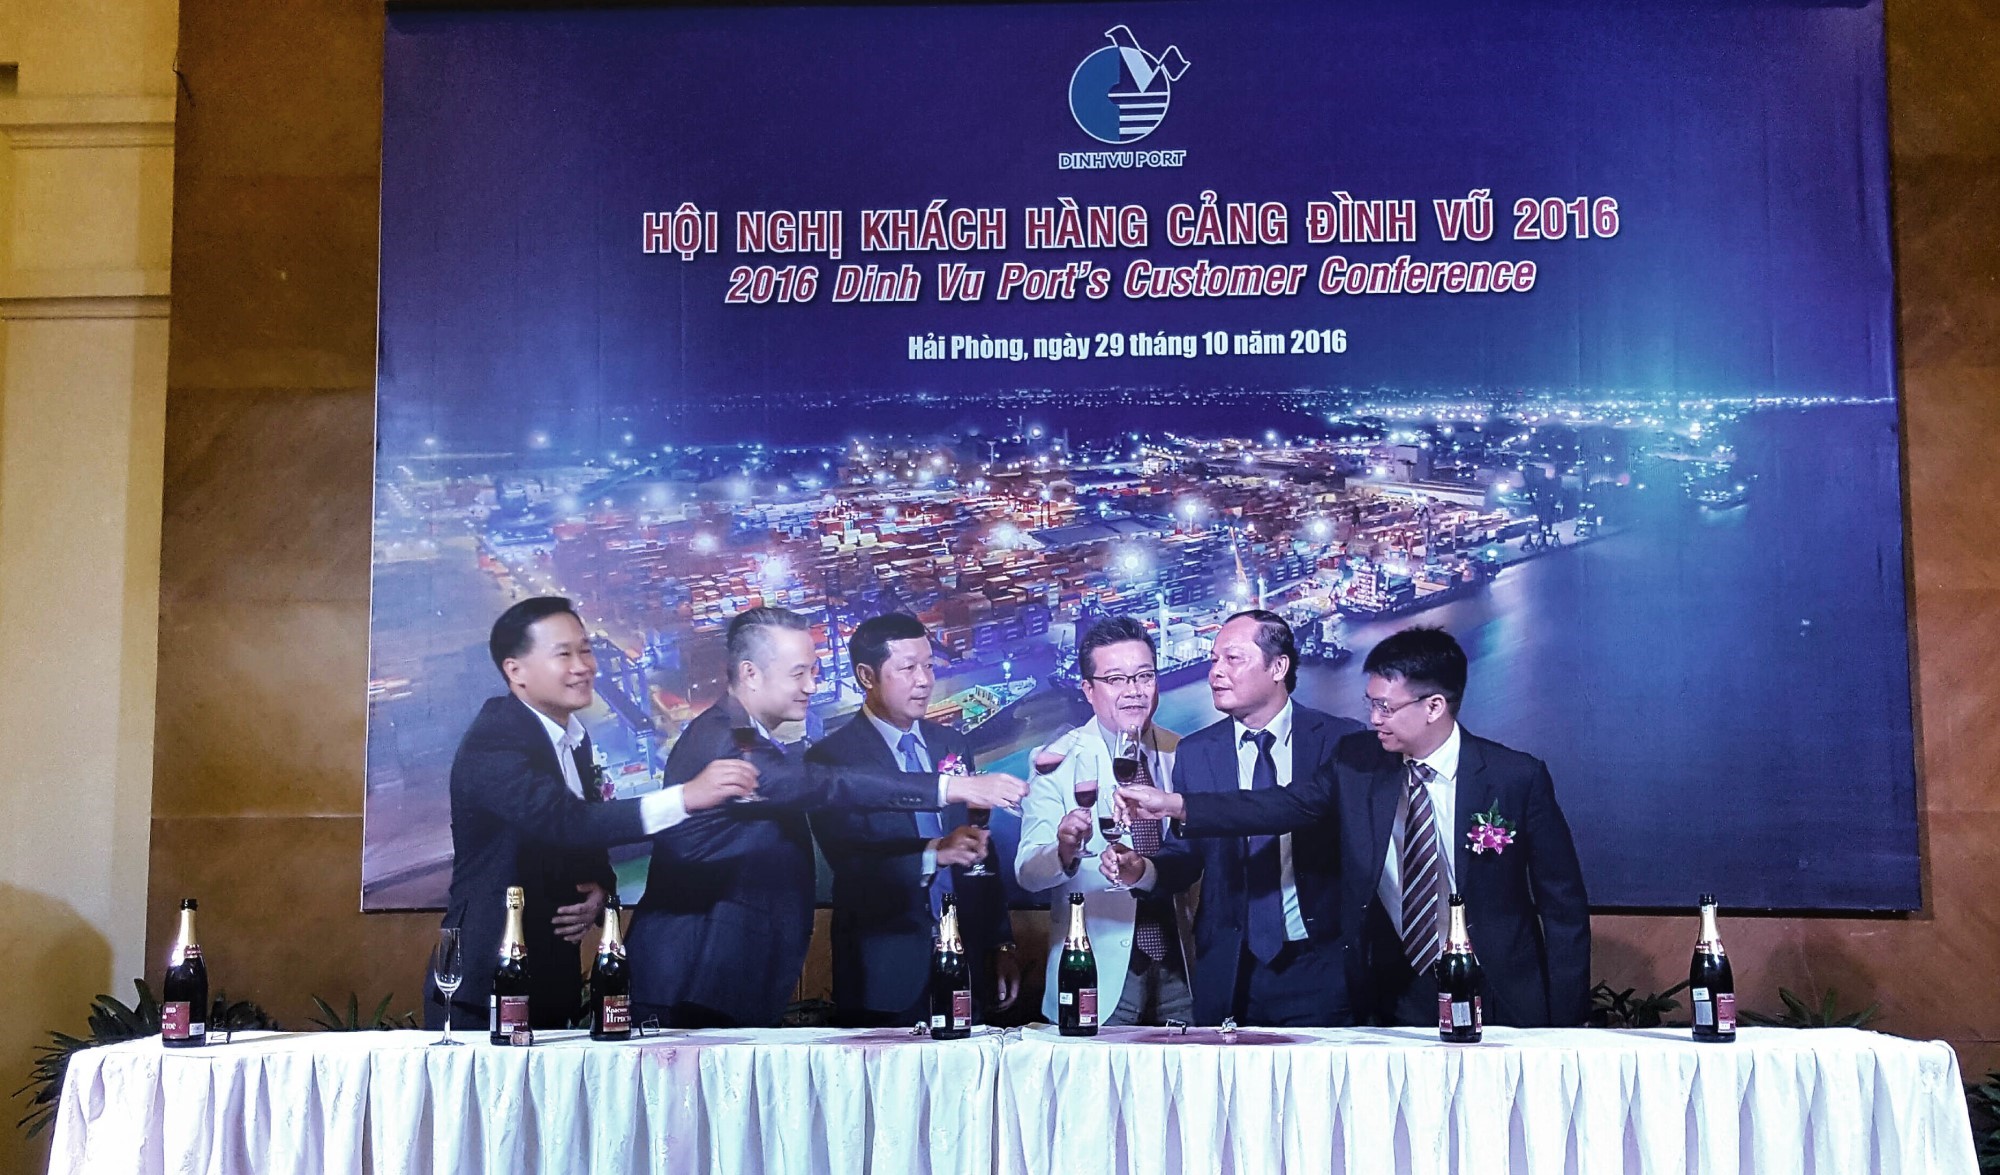 DINHVU PORT
HỘI NGHỊ KHÁCH HÀNG CẢNG ĐÌNH VŨ 2016
2016 Dinh Vu Port's Customer Conference
Hải Phòng, ngày 29 tháng 10 năm 2016